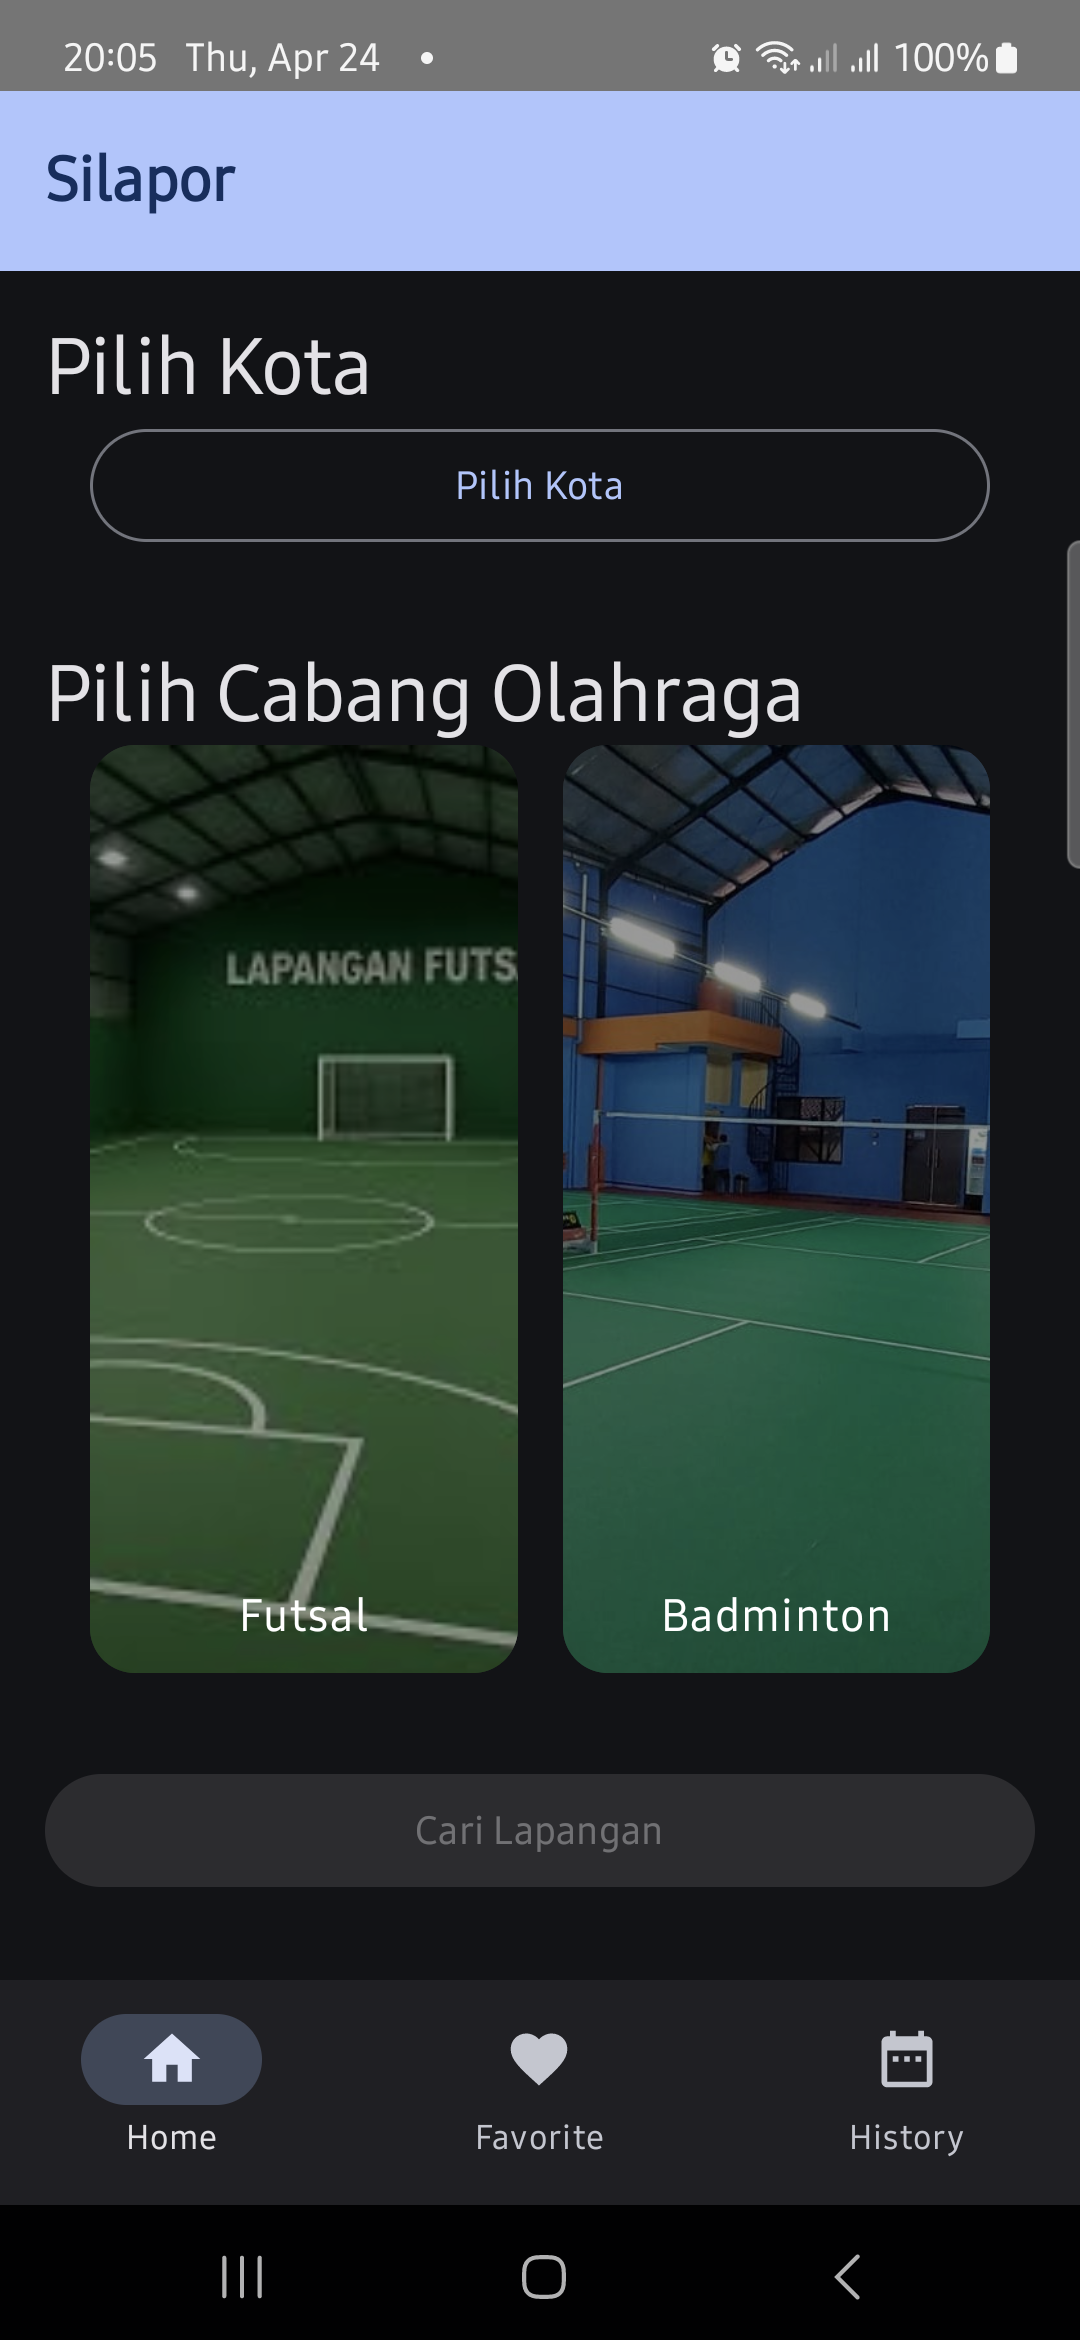 20:05 Thu, Apr 24 • 100%
Silapor
Pilih Kota
Pilih Kota
Pilih Cabang Olahraga
LAPANGAN FUTS
Futsal
Badminton
Cari Lapangan
Home
Favorite
History